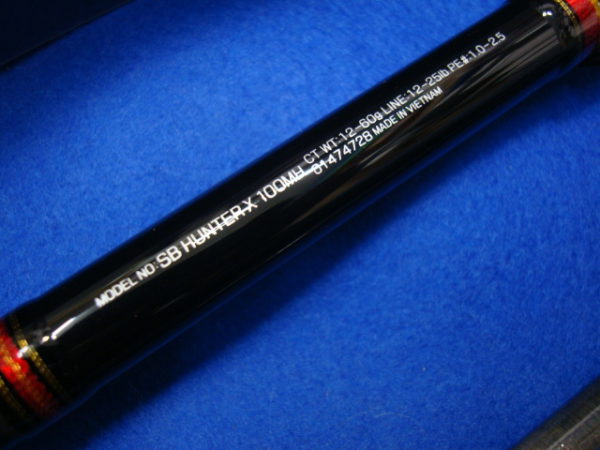 MODEL NO: SB HUNTER X 100MH CT WT:12-60g LINE:12-25lb PE#:1.0-2.5
01474728 MADE IN VIETNAM